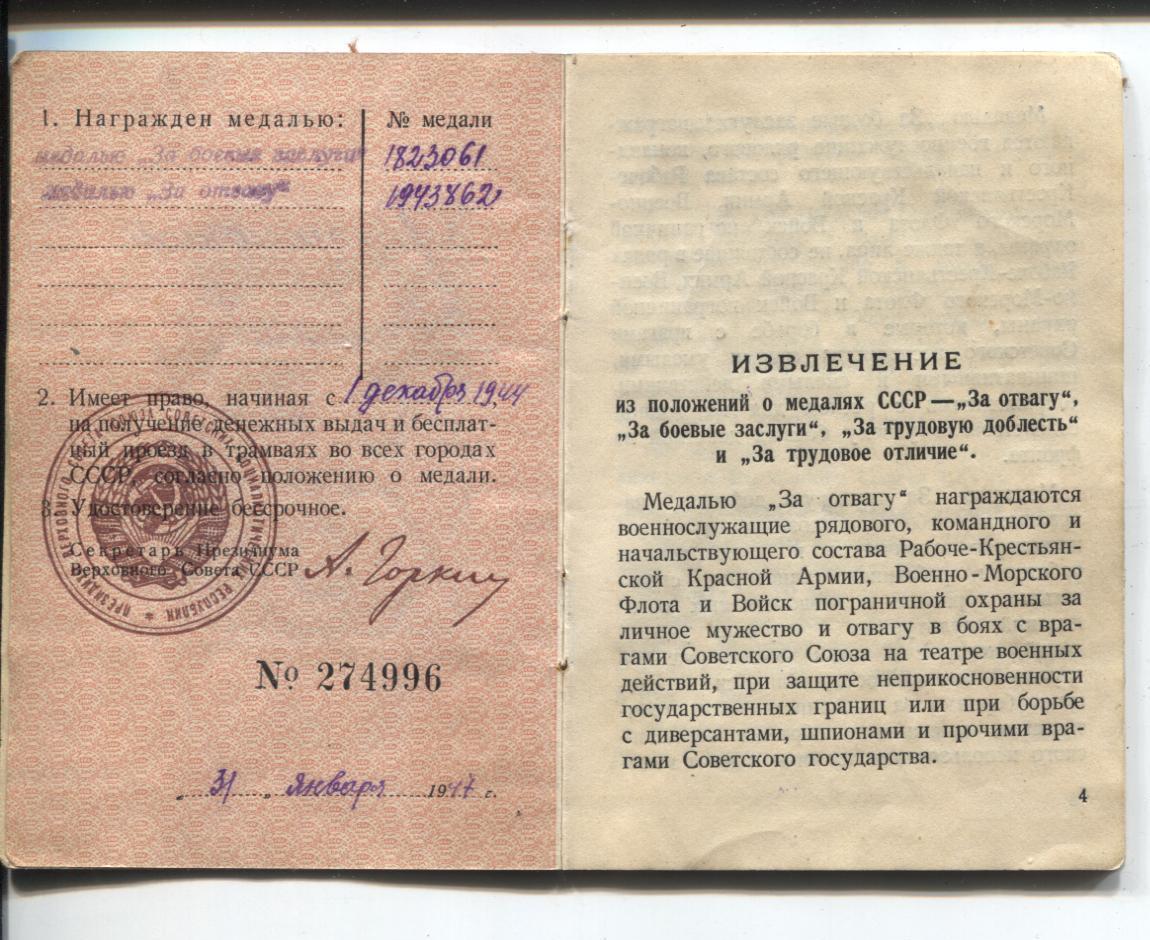 1. Награжден медалью:
№ медали
медалью „За боевые заслуги“
1823061
медалью „За отвагу“
1943862
2. Имеет право, начиная с 1 декабря 1944,
на получение денежных выдач и бесплат-
ный проезд в трамваях во всех городах
СССР, согласно положению о медали.
3. Удостоверение бессрочное.
Секретарь Президиума
Верховного Совета СССР А. Горкин
№ 274996
„ 31 „ января 1947 г.
ИЗВЛЕЧЕНИЕ
из положений о медалях СССР—„За отвагу“,
„За боевые заслуги“, „За трудовую доблесть“
и „За трудовое отличие“.
Медалью „За отвагу“ награждаются
военнослужащие рядового, командного и
начальствующего состава Рабоче-Крестьян-
ской Красной Армии, Военно-Морского
Флота и Войск пограничной охраны за
личное мужество и отвагу в боях с вра-
гами Советского Союза на театре военных
действий, при защите неприкосновенности
государственных границ или при борьбе
с диверсантами, шпионами и прочими вра-
гами Советского государства.
4